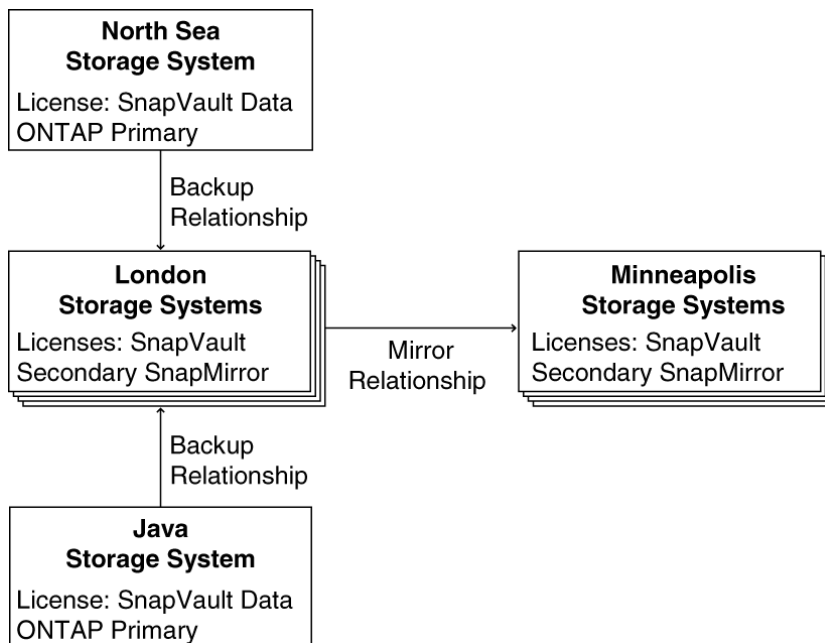 North Sea
Storage System
License: SnapVault Data
ONTAP Primary
Backup
Relationship
London
Storage Systems
Licenses: SnapVault
Secondary SnapMirror
Mirror
Relationship
Minneapolis
Storage Systems
Licenses: SnapVault
Secondary SnapMirror
Backup
Relationship
Java
Storage System
License: SnapVault Data
ONTAP Primary